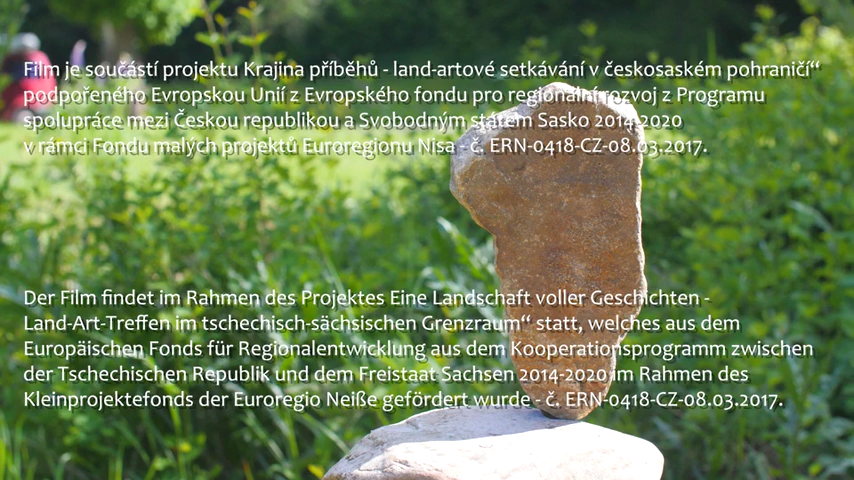 Film je součástí projektu Krajina příběhů - land-artové setkávání v českosaském pohraničí“
podpořeného Evropskou Unií z Evropského fondu pro regionální rozvoj z Programu
spolupráce mezi Českou republikou a Svobodným státem Sasko 2014-2020
v rámci Fondu malých projektů Euroregionu Nisa - č. ERN-0418-CZ-08.03.2017.
Der Film findet im Rahmen des Projektes Eine Landschaft voller Geschichten -
Land-Art-Treffen im tschechisch-sächsischen Grenzraum“ statt, welches aus dem
Europäischen Fonds für Regionalentwicklung aus dem Kooperationsprogramm zwischen
der Tschechischen Republik und dem Freistaat Sachsen 2014-2020 im Rahmen des
Kleinprojektefonds der Euroregio Neiße gefördert wurde - č. ERN-0418-CZ-08.03.2017.